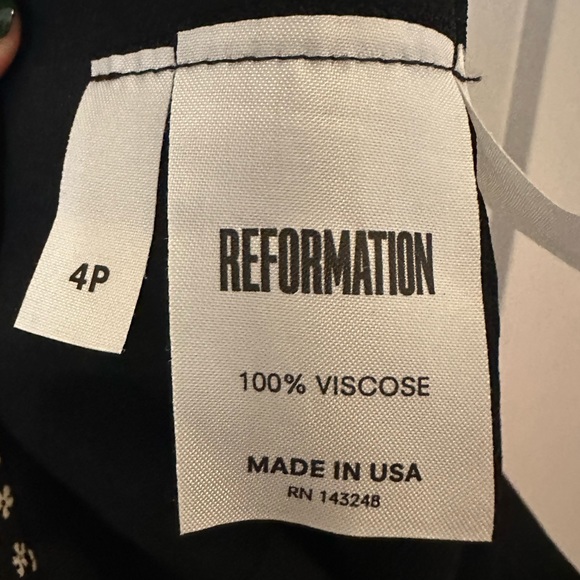 4P
REFORMATION
100% VISCOSE
MADE IN USA
RN 143248